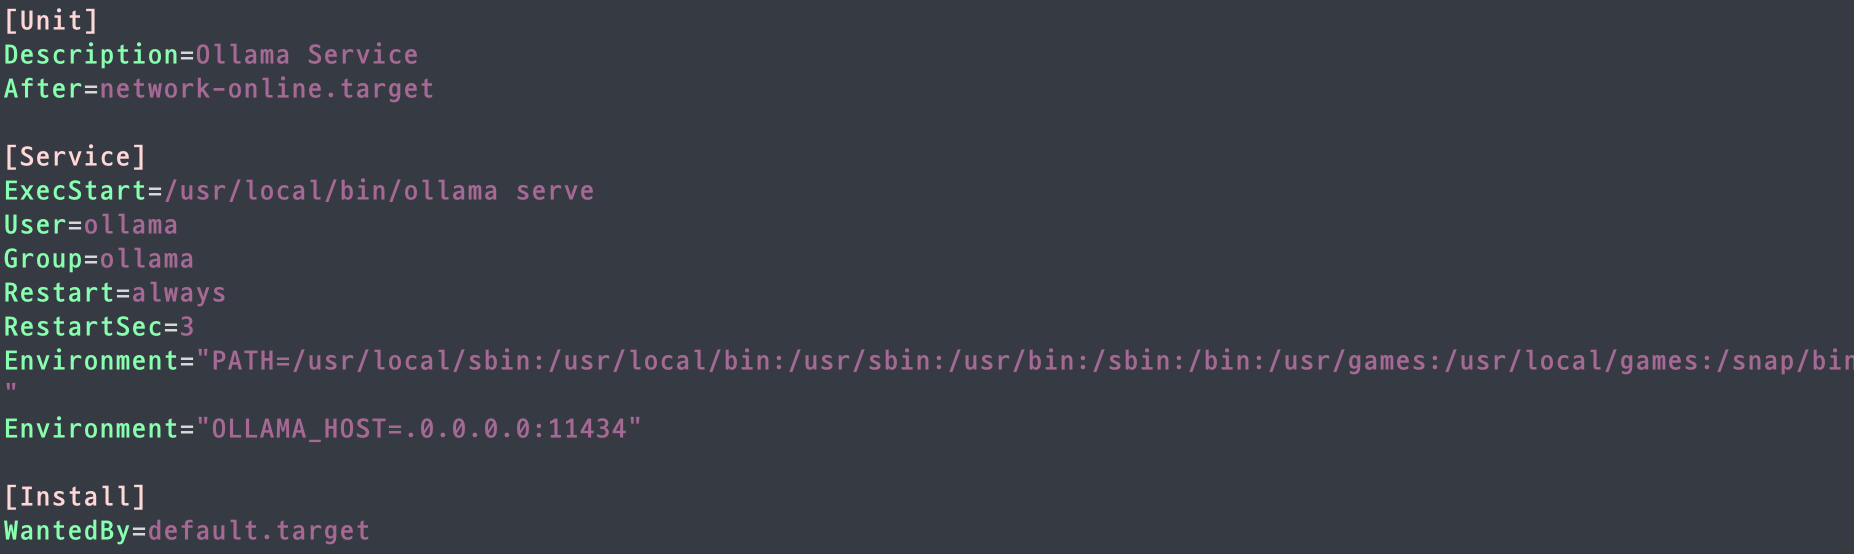 [Unit]
Description=Ollama Service
After=network-online.target
[Service]
ExecStart=/usr/local/bin/ollama serve
User=ollama
Group=ollama
Restart=always
RestartSec=3
Environment="PATH=/usr/local/sbin:/usr/local/bin:/usr/sbin:/usr/bin:/sbin:/bin:/usr/games:/usr/local/games:/snap/bin
"
Environment="OLLAMA_HOST=.0.0.0.0:11434"
[Install]
WantedBy=default.target